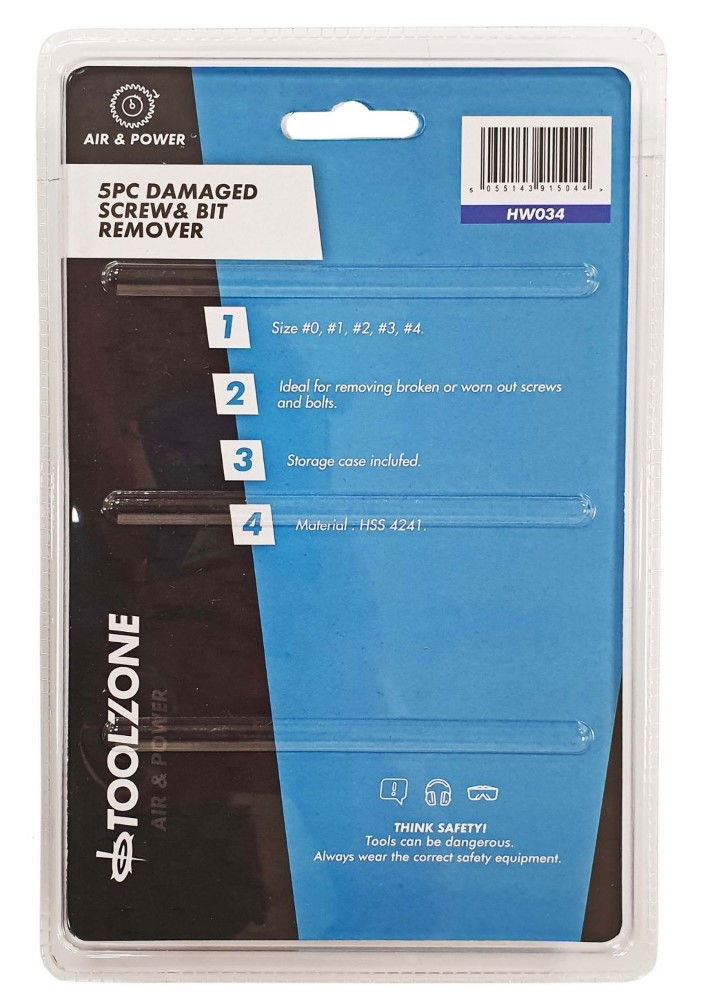 AIR & POWER
5PC DAMAGED
SCREW& BIT
REMOVER
5 055143 915044 >
HW034
1 Size #0, #1, #2, #3, #4.
2 Ideal for removing broken or worn out screws
and bolts.
3 Storage case inclufed.
4 Material : HSS 4241.
TOOLZONE
AIR & POWER
THINK SAFETY!
Tools can be dangerous.
Always wear the correct safety equipment.